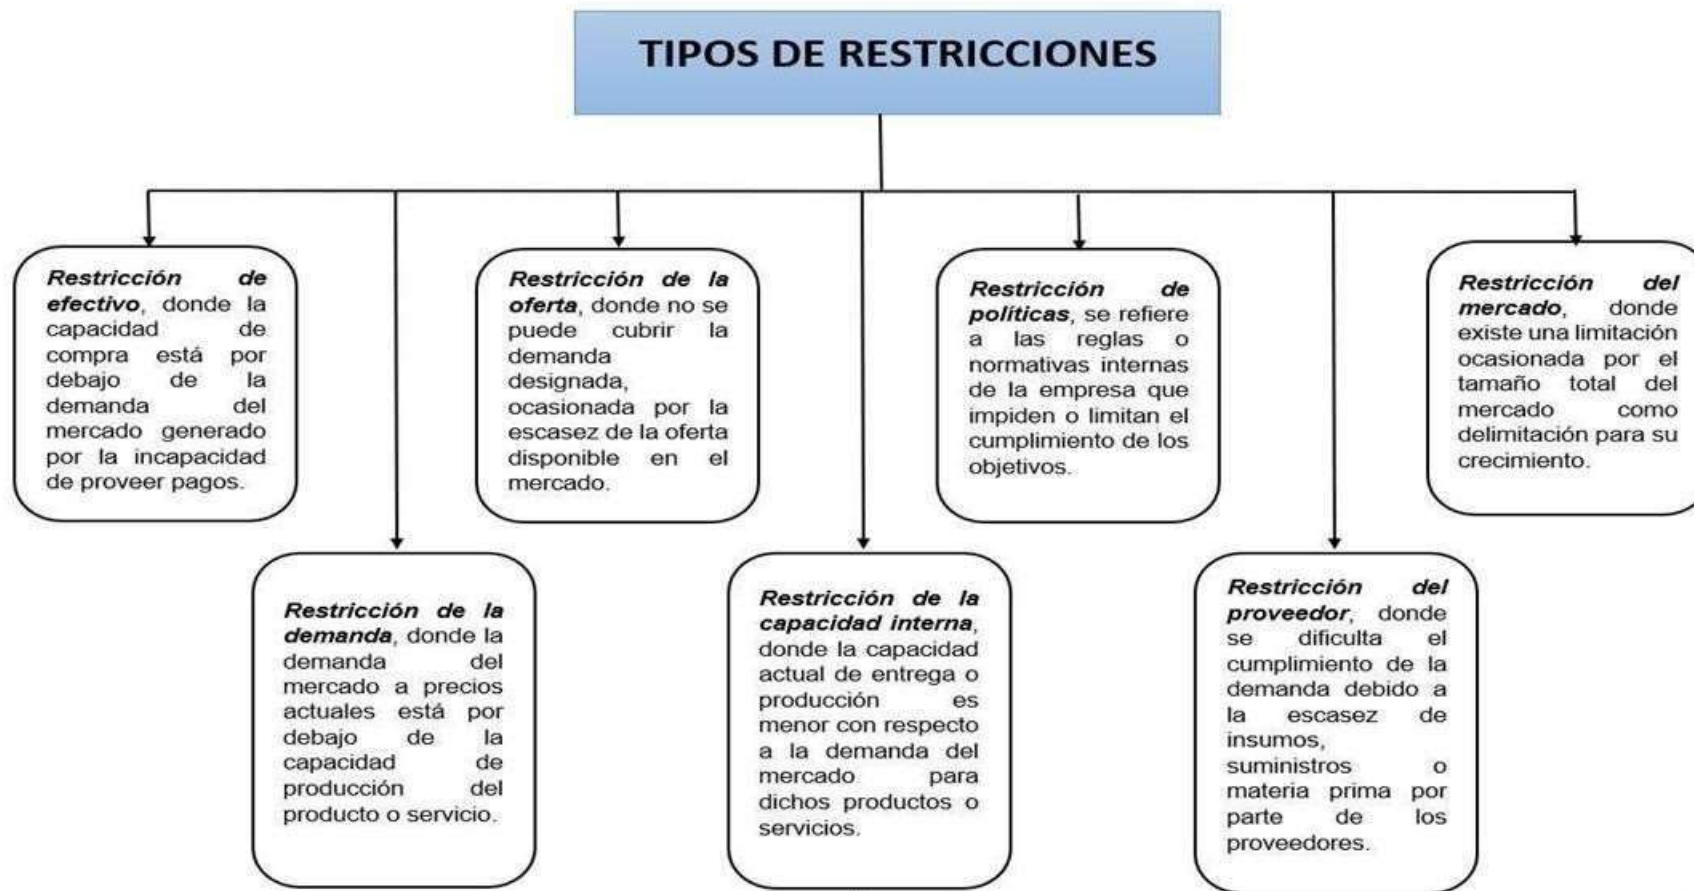 TIPOS DE RESTRICCIONES
Restricción de
efectivo, donde la
capacidad de
compra está por
debajo de la
demanda del
mercado generado
por la incapacidad
de proveer pagos.
Restricción de la
oferta, donde no se
puede cubrir la
demanda
designada,
ocasionada por la
escasez de la oferta
disponible en el
mercado.
Restricción de
políticas, se refiere
a las reglas o
normativas internas
de la empresa que
impiden o limitan el
cumplimiento de los
objetivos.
Restricción del
mercado, donde
existe una limitación
ocasionada por el
tamaño total del
mercado como
delimitación para su
crecimiento.
Restricción de la
demanda, donde la
demanda del
mercado a precios
actuales está por
debajo de la
capacidad de
producción del
producto o servicio.
Restricción de la
capacidad interna,
donde la capacidad
actual de entrega o
producción es
menor con respecto
a la demanda del
mercado para
dichos productos o
servicios.
Restricción del
proveedor, donde
se dificulta el
cumplimiento de la
demanda debido a
la escasez de
insumos,
suministros o
materia prima por
parte de los
proveedores.